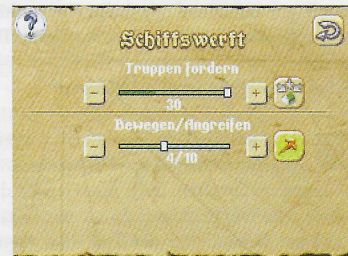 ?
Schiffswerft
Truppen fordern
- +
30
Bewegen/Angreifen
- +
4/10